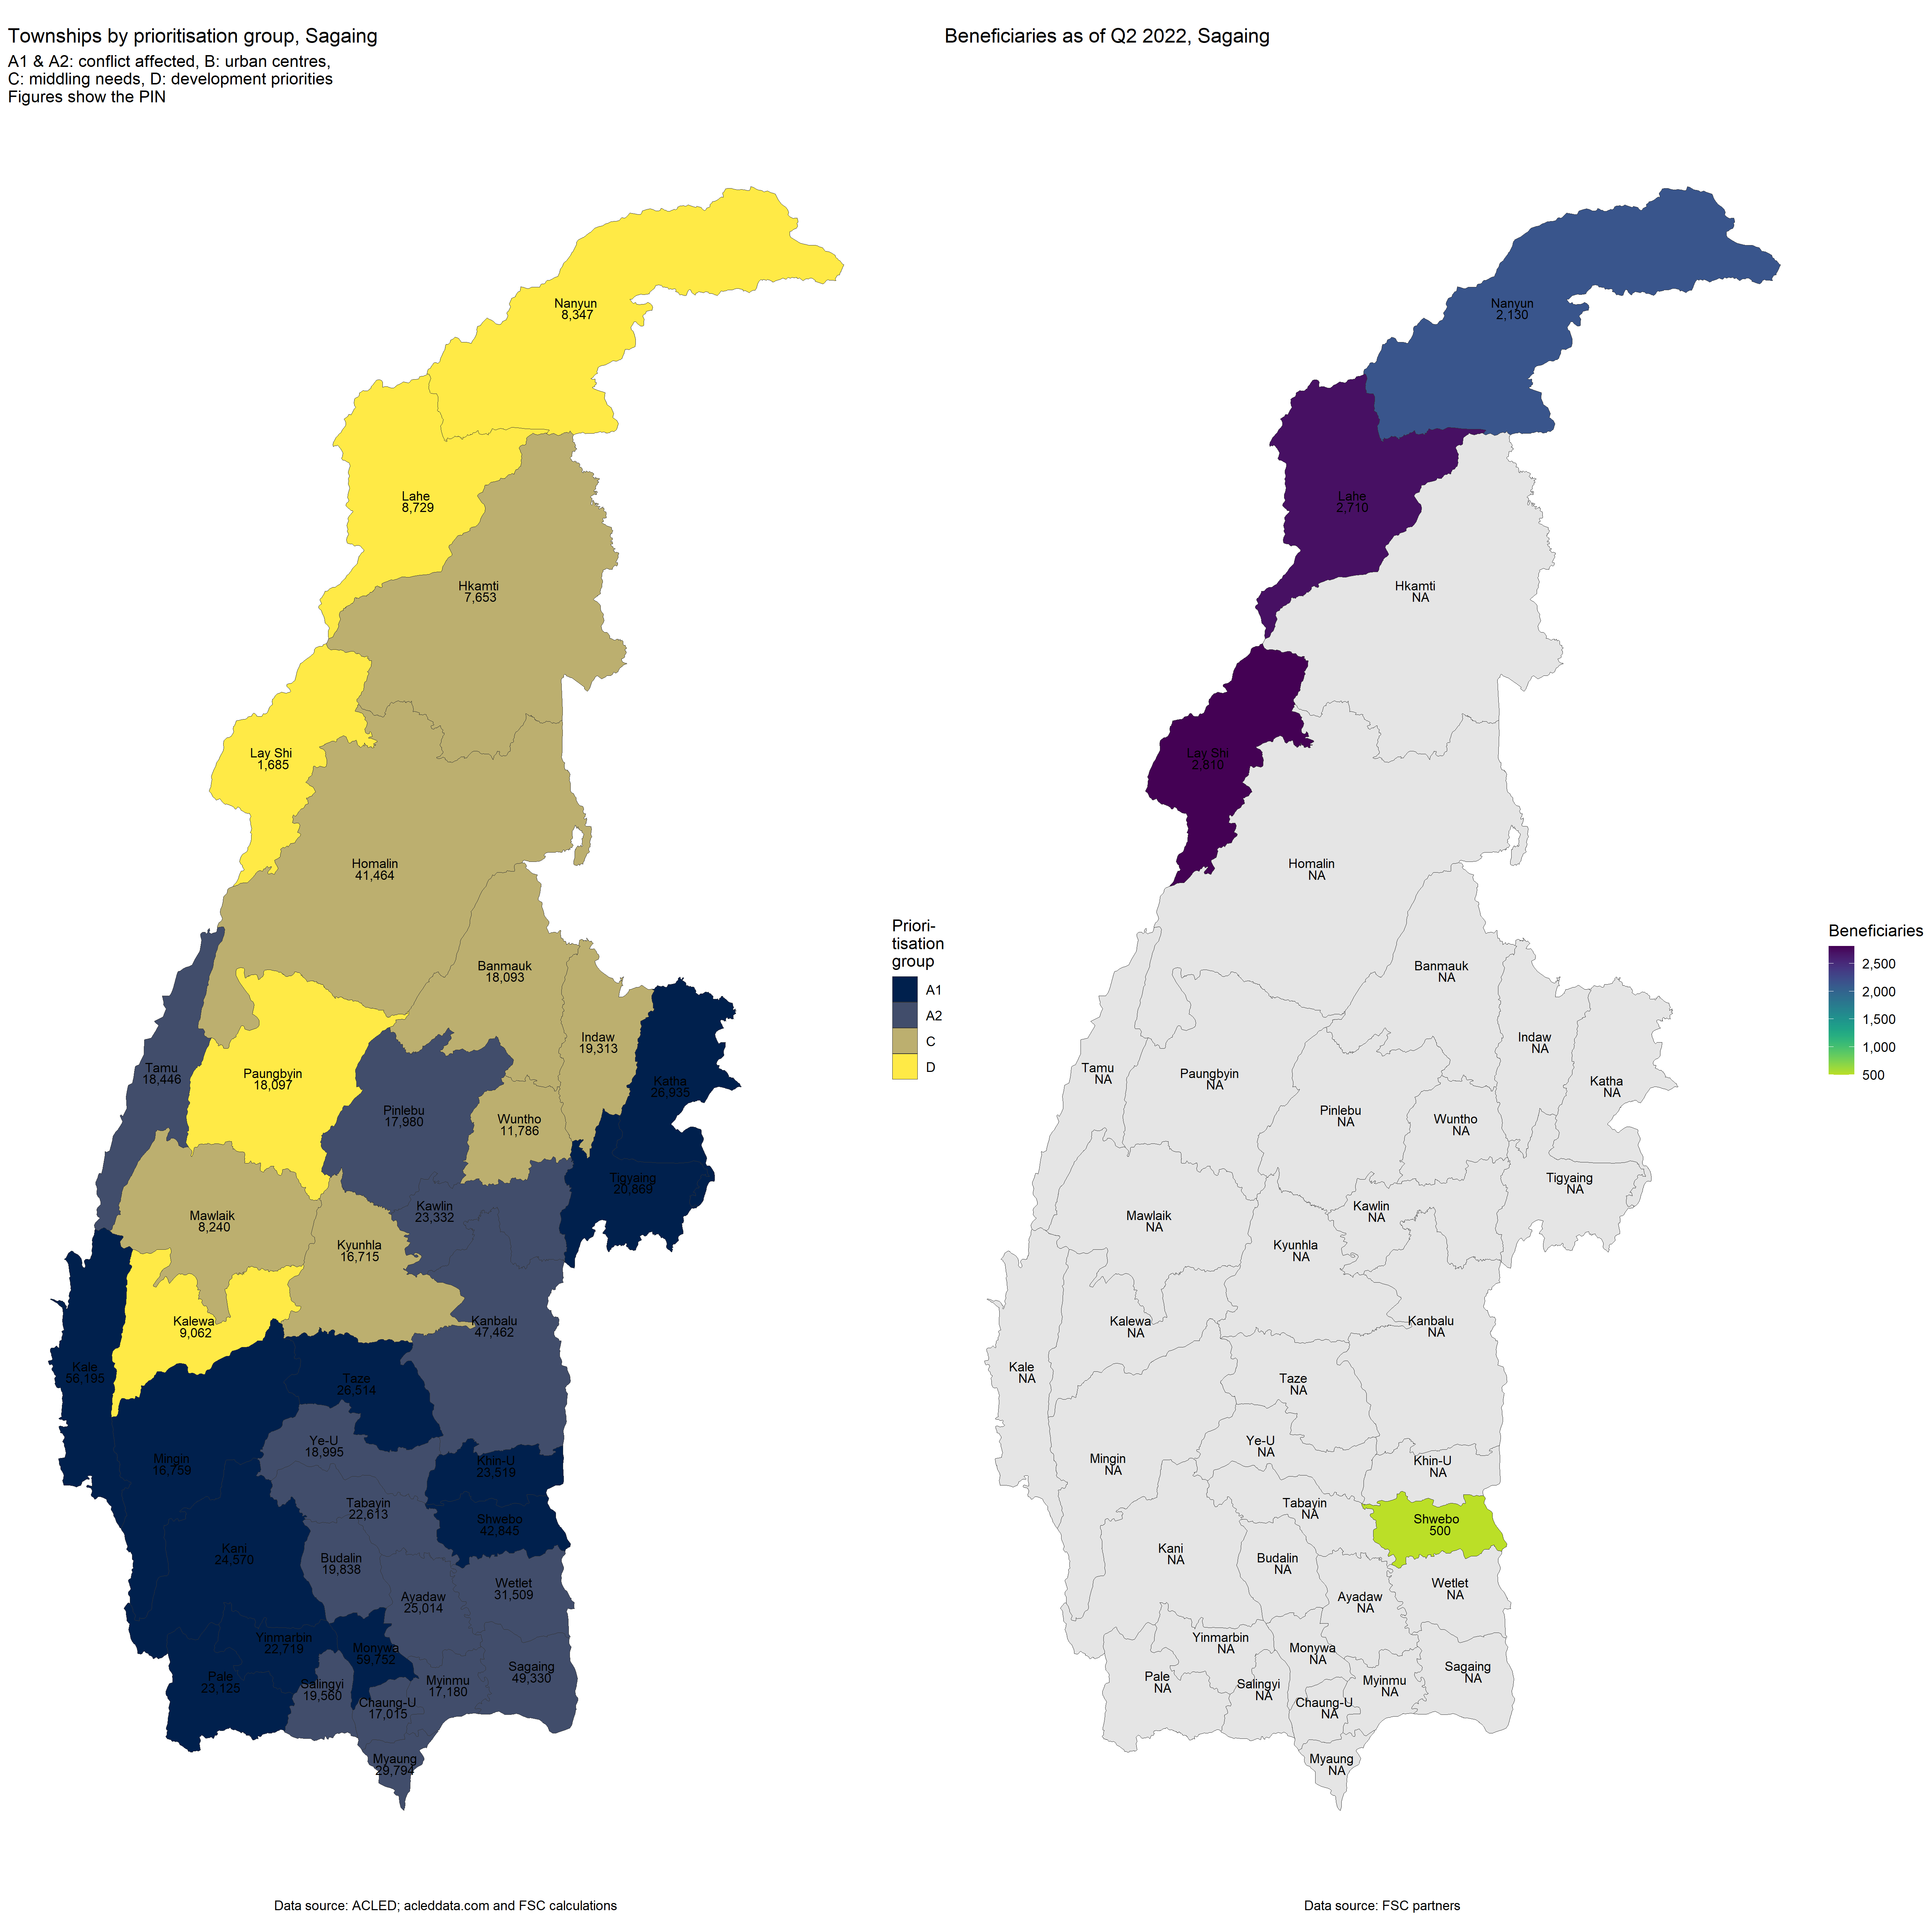 Townships by prioritisation group, Sagaing
A1 & A2: conflict affected, B: urban centres,
C: middling needs, D: development priorities
Figures show the PIN
Nanyun
8,347
Lahe
8,729
Hkamti
7,653
Lay Shi
1,685
Homalin
41,464
Banmauk
18,093
Indaw
19,313
Katha
26,935
Tamu
18,446
Paungbyin
18,097
Pinlebu
17,980
Wuntho
11,786
Tigyaing
20,869
Mawlaik
8,240
Kawlin
23,332
Kyunhla
16,715
Kalewa
9,062
Kanbalu
47,462
Kale
56,195
Taze
26,514
Ye-U
18,995
Mingin
16,759
Khin-U
23,519
Tabayin
22,613
Shwebo
42,845
Kani
24,570
Budalin
19,838
Ayadaw
25,014
Wetlet
31,509
Yinmarbin
22,719
Monywa
59,752
Pale
23,125
Salingyi
19,560
Myinmu
17,180
Sagaing
49,330
Chaung-U
17,015
Myaung
29,794
Priori-
tisation
group
A1
A2
C
D
Data source: ACLED; acleddata.com and FSC calculations
Beneficiaries as of Q2 2022, Sagaing
Nanyun
2,130
Lahe
2,710
Hkamti
NA
Lay Shi
2,810
Homalin
NA
Banmauk
NA
Indaw
NA
Katha
NA
Tamu
NA
Paungbyin
NA
Pinlebu
NA
Wuntho
NA
Tigyaing
NA
Mawlaik
NA
Kawlin
NA
Kyunhla
NA
Kalewa
NA
Kanbalu
NA
Kale
NA
Taze
NA
Ye-U
NA
Mingin
NA
Khin-U
NA
Tabayin
NA
Shwebo
500
Kani
NA
Budalin
NA
Ayadaw
NA
Wetlet
NA
Yinmarbin
NA
Monywa
NA
Pale
NA
Salingyi
NA
Myinmu
NA
Sagaing
NA
Chaung-U
NA
Myaung
NA
Beneficiaries
2,500
2,000
1,500
1,000
500
Data source: FSC partners